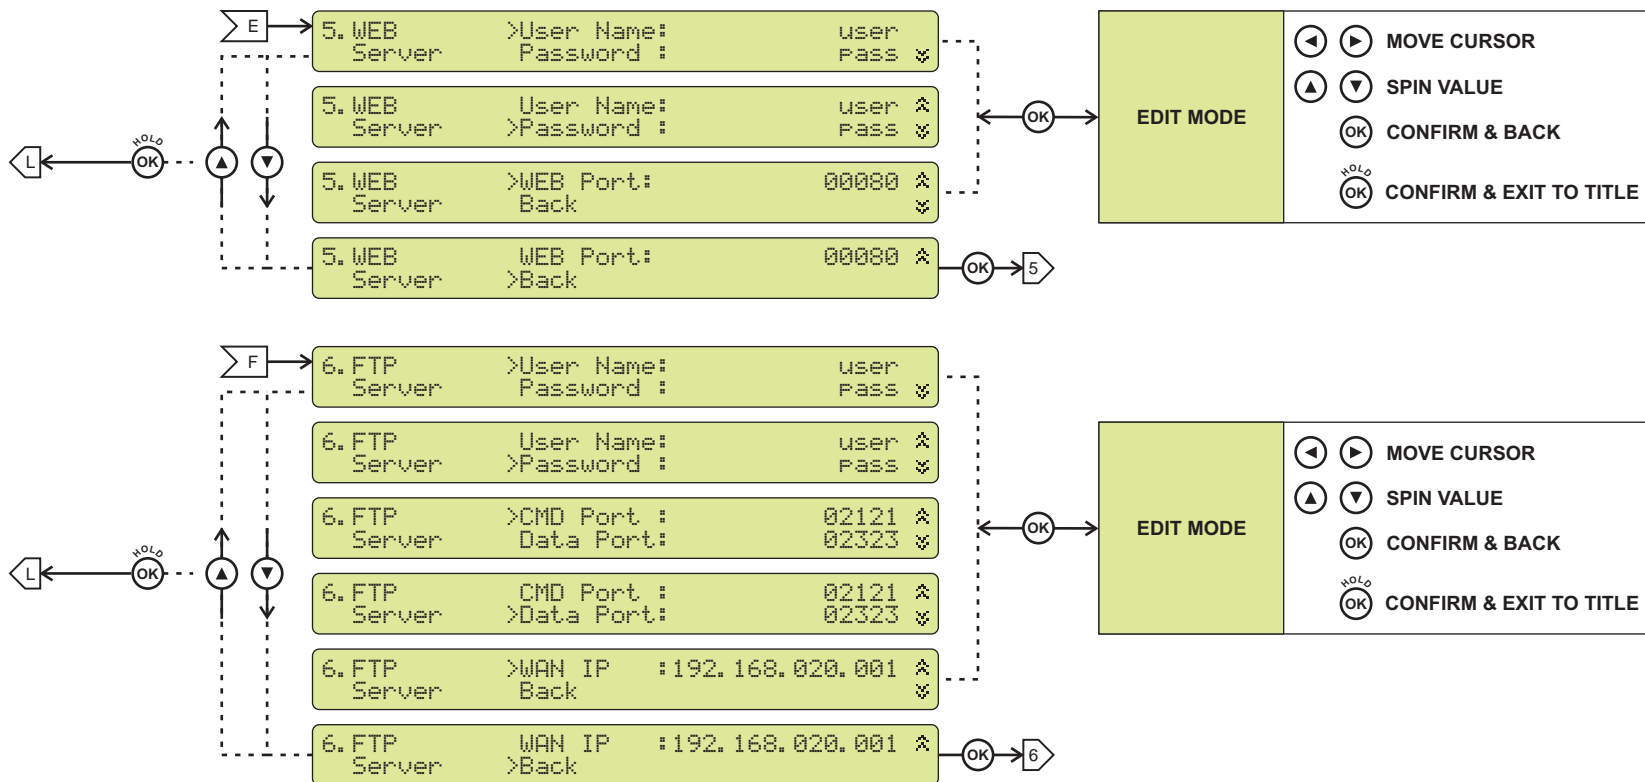 E
5.WEB >User Name: user
Server Password : pass
5.WEB User Name: user
Server >Password : pass
5.WEB >WEB Port: 00080
Server Back
5.WEB WEB Port: 00080
Server >Back
L
HOLD
OK
OK
5
OK
EDIT MODE
MOVE CURSOR
SPIN VALUE
OK CONFIRM & BACK
HOLD
OK CONFIRM & EXIT TO TITLE
F
6.FTP >User Name: user
Server Password : pass
6.FTP User Name: user
Server >Password : pass
6.FTP >CMD Port : 02121
Server Data Port: 02323
6.FTP CMD Port : 02121
Server >Data Port: 02323
6.FTP >WAN IP :192.168.020.001
Server Back
6.FTP WAN IP :192.168.020.001
Server >Back
L
HOLD
OK
OK
6
OK
EDIT MODE
MOVE CURSOR
SPIN VALUE
OK CONFIRM & BACK
HOLD
OK CONFIRM & EXIT TO TITLE